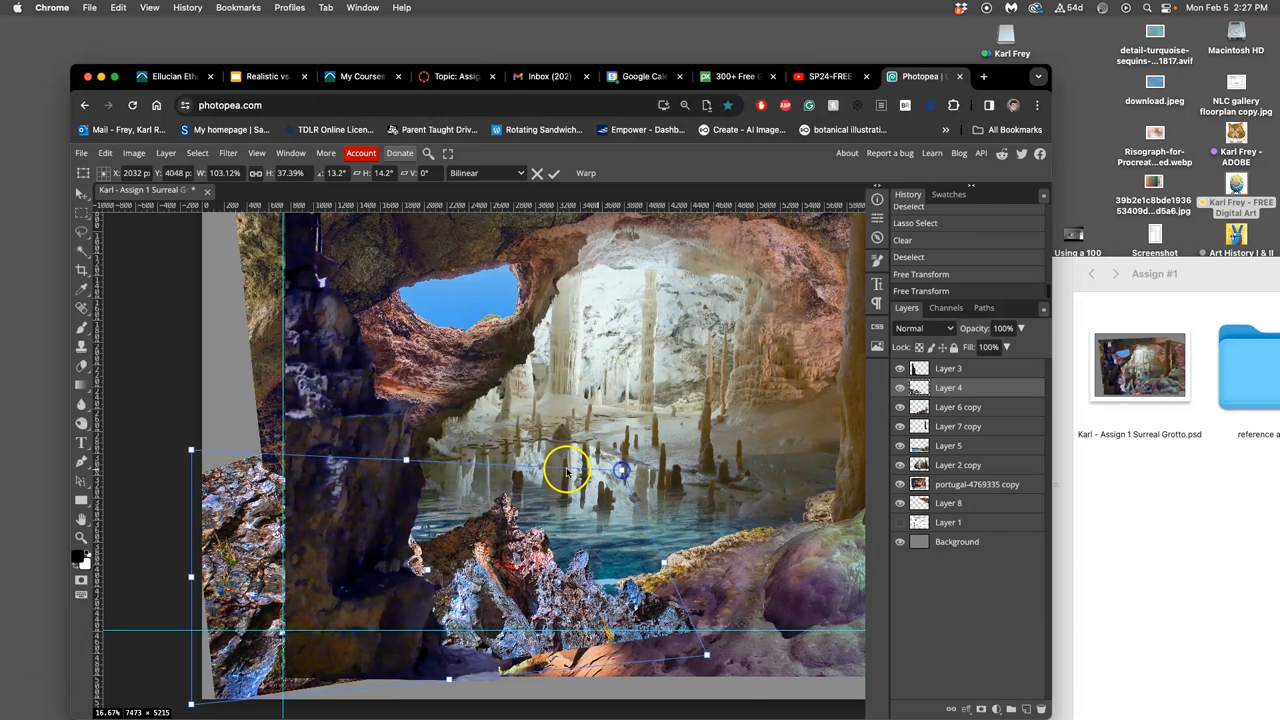 Chrome File Edit View History Bookmarks Profiles Tab Window Help 54d Mon Feb 5 2:27 PM
Karl Frey
detail-turquoise-
sequins-...1817.avif
Macintosh HD
download.jpeg
NLC gallery
floorplan copy.jpg
Risograph-for-
Procreat...ed.webp
Karl Frey -
ADOBE
39b2e1c8bde1936
53409d...d5a6.jpg
Karl Frey - FREE
Digital Art
Using a 100
Screenshot
Art History I & II
Ellucian Eth Realistic vs. My Courses Topic: Assig Inbox (202) Google Cal 300+ Free G SP24-FREE Photopea |
photopea.com
Mail - Frey, Karl R... My homepage | Sa... TDLR Online Licen... Parent Taught Driv... Rotating Sandwich... Empower - Dashb... Create - AI Image... botanical illustrati... » All Bookmarks
File Edit Image Layer Select Filter View Window More Account Donate About Report a bug Learn Blog API
X: 2032 p Y: 4048 p W: 103.12% H: 37.39% 13.2° H: 14.2° V: 0° Bilinear Warp
Karl - Assign 1 Surreal G *
History Swatches
Deselect
Lasso Select
Clear
Deselect
Free Transform
Free Transform
Layers Channels Paths
Normal Opacity: 100%
Lock: Fill: 100%
CSS
Layer 3
Layer 4
Layer 6 copy
Layer 7 copy
Layer 5
Layer 2 copy
portugal-4769335 copy
Layer 8
Layer 1
Background
16.67% 7473 × 5215
Assign #1
Karl - Assign 1 Surreal Grotto.psd
reference a